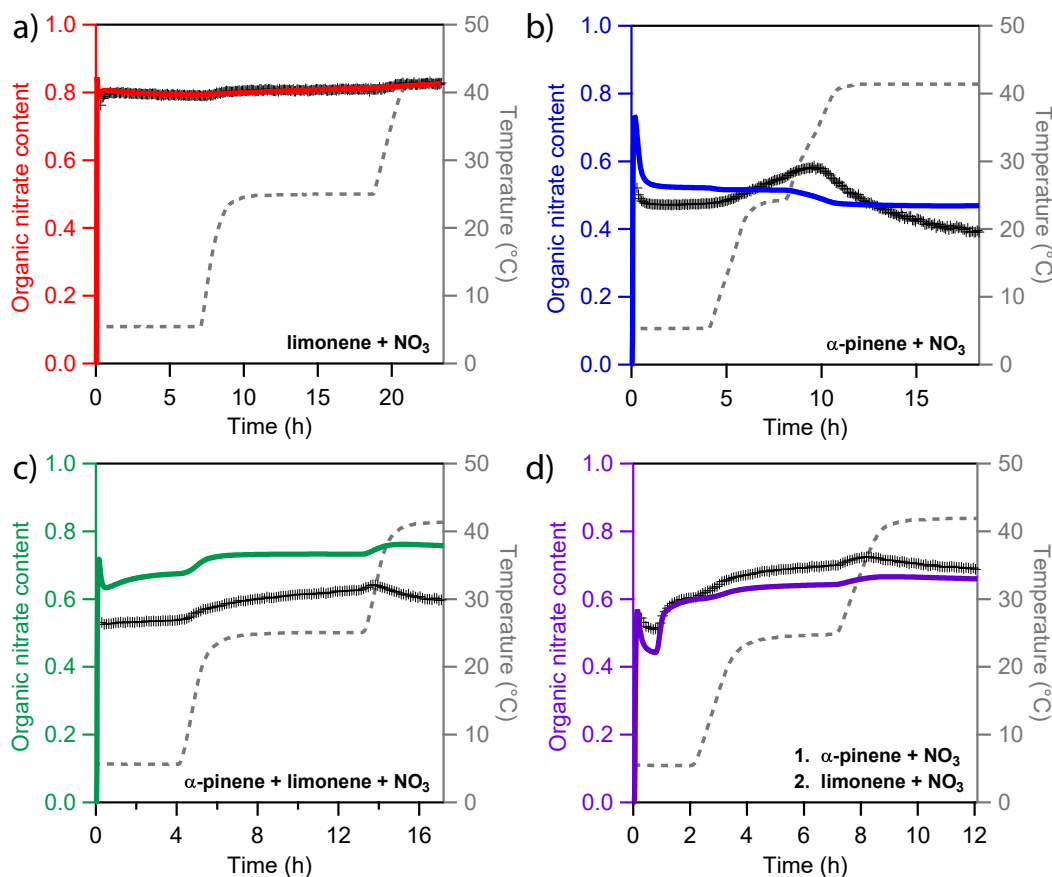 a)
Organic nitrate content
1.0
0.8
0.6
0.4
0.2
0.0
50
40
30
20
10
0
Temperature (°C)
limonene + NO₃
0 5 10 15 20
Time (h)
b)
Organic nitrate content
1.0
0.8
0.6
0.4
0.2
0.0
50
40
30
20
10
0
Temperature (°C)
α-pinene + NO₃
0 5 10 15
Time (h)
c)
Organic nitrate content
1.0
0.8
0.6
0.4
0.2
0.0
50
40
30
20
10
0
Temperature (°C)
α-pinene + limonene + NO₃
0 4 8 12 16
Time (h)
d)
Organic nitrate content
1.0
0.8
0.6
0.4
0.2
0.0
50
40
30
20
10
0
Temperature (°C)
1. α-pinene + NO₃
2. limonene + NO₃
0 2 4 6 8 10 12
Time (h)